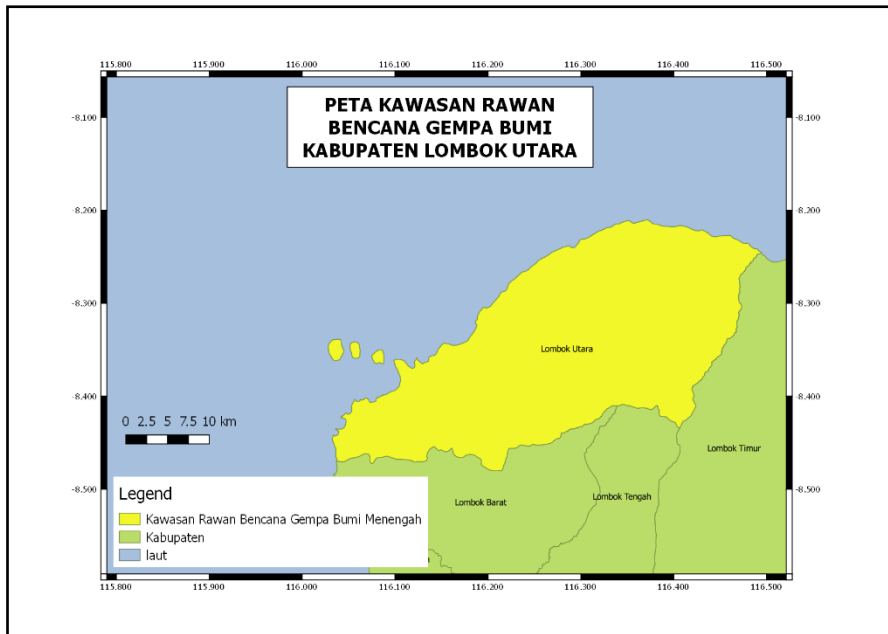 115.800 115.900 116.000 116.100 116.200 116.300 116.400 116.500
PETA KAWASAN RAWAN
BENCANA GEMPA BUMI
KABUPATEN LOMBOK UTARA
-8.100 -8.100
-8.200 -8.200
-8.300 -8.300
Lombok Utara
-8.400 -8.400
0 2.5 5 7.5 10 km
Lombok Timur
-8.500 -8.500
Lombok Barat
Lombok Tengah
Legend
Kawasan Rawan Bencana Gempa Bumi Menengah
Kabupaten
laut
115.800 115.900 116.000 116.100 116.200 116.300 116.400 116.500